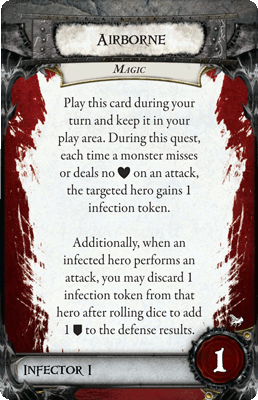 Airborne
Magic
Play this card during your
turn and keep it in your
play area. During this quest,
each time a monster misses
or deals no ♥ on an attack,
the targeted hero gains 1
infection token.
Additionally, when an
infected hero performs an
attack, you may discard 1
infection token from that
hero after rolling dice to add
1 to the defense results.
Infector I
1